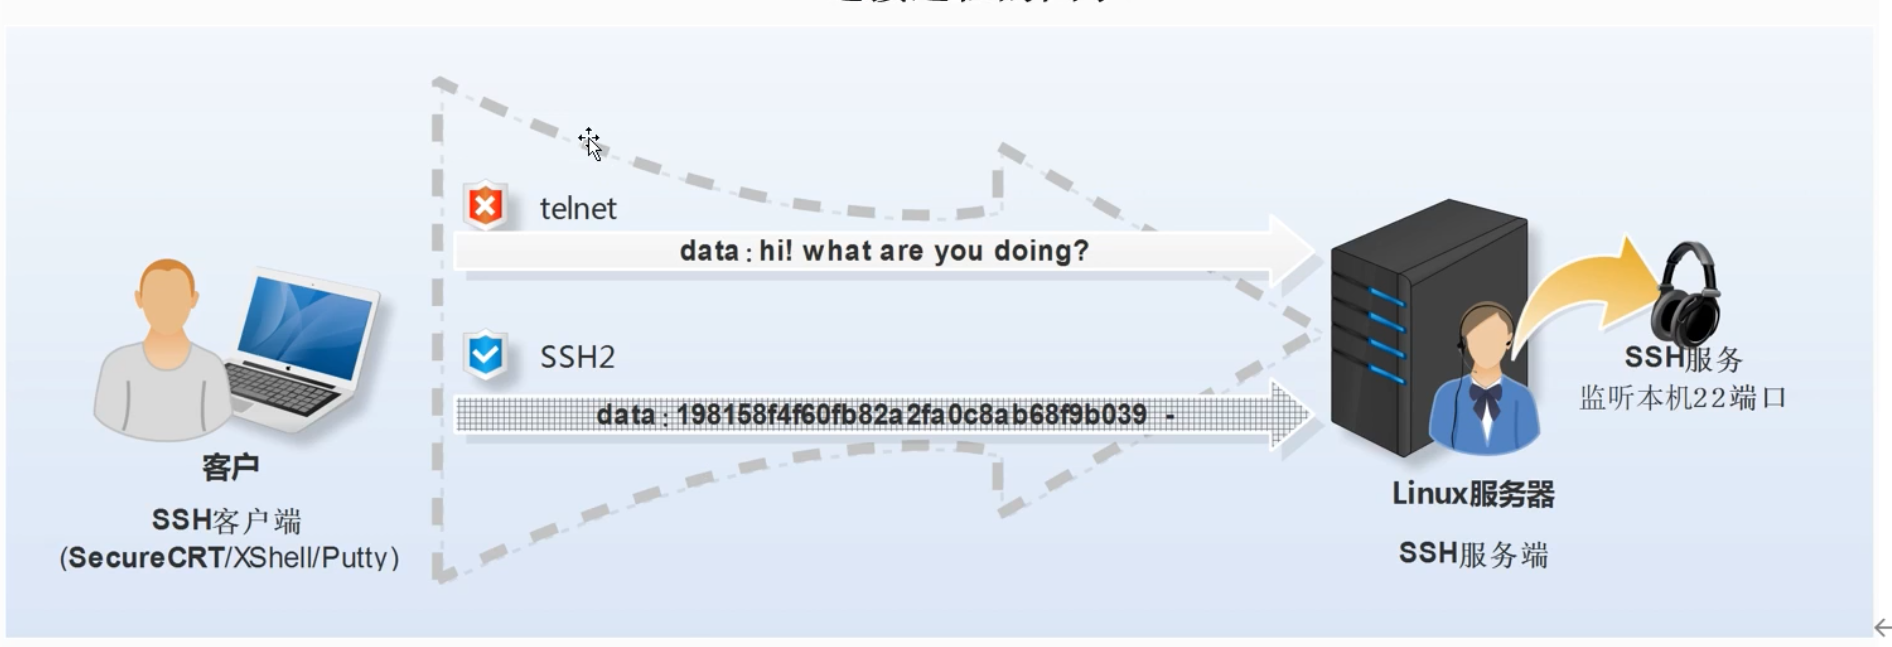 telnet
data:hi! what are you doing?
SSH2
data:198158f4f60fb82a2fa0c8ab68f9b039 -
客户
SSH客户端
(SecureCRT/XShell/Putty)
Linux服务器
SSH服务端
SSH服务
监听本机22端口